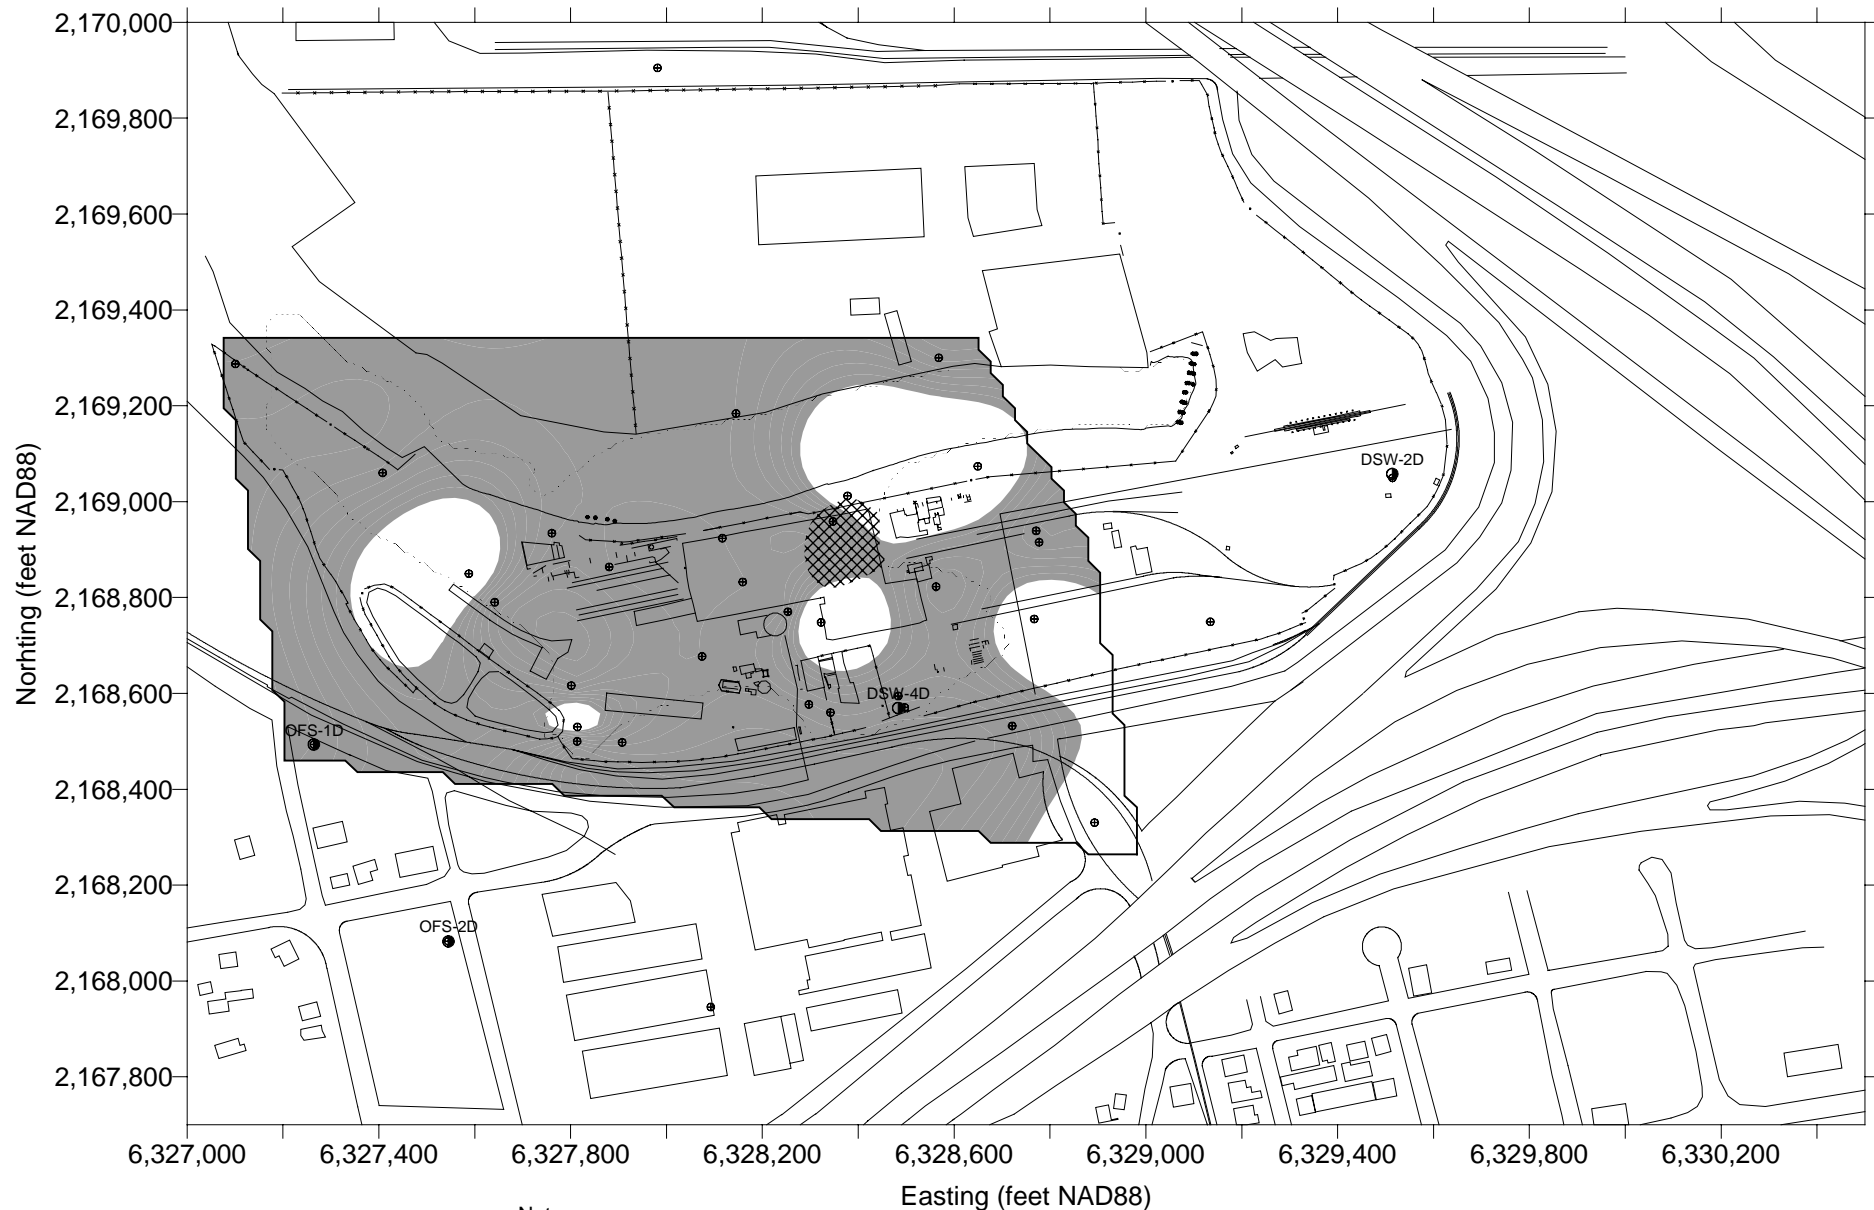 2,170,000
2,169,800
2,169,600
2,169,400
2,169,200
2,169,000
2,168,800
2,168,600
2,168,400
2,168,200
2,168,000
2,167,800
Norhting (feet NAD88)
DSW-2D
DSW-4D
OFS-1D
OFS-2D
6,327,000 6,327,400 6,327,800 6,328,200 6,328,600 6,329,000 6,329,400 6,329,800 6,330,200
Easting (feet NAD88)